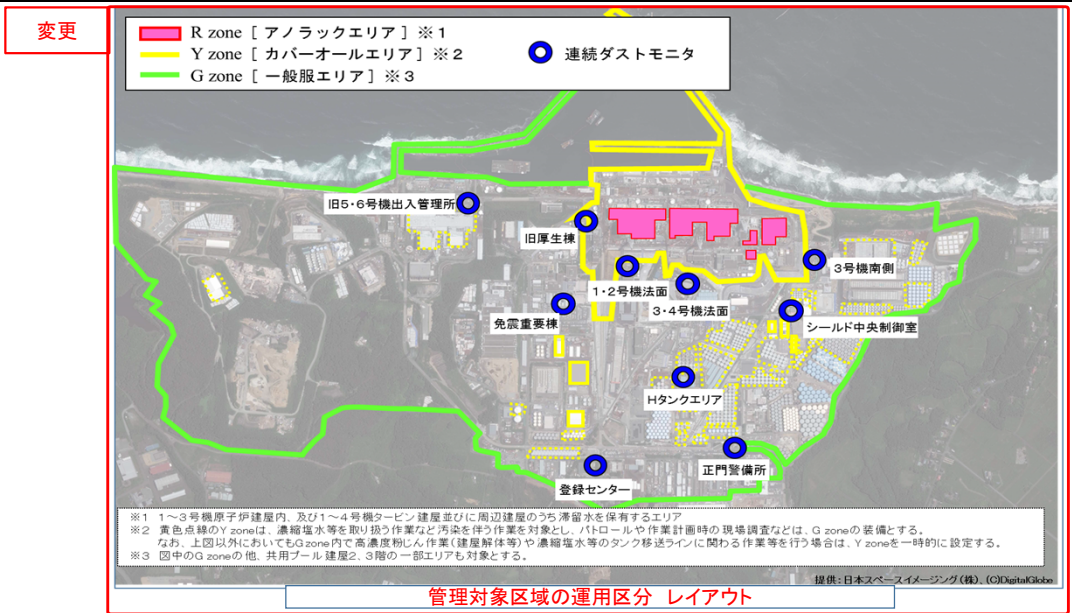 変更
R zone [ アノラックエリア ] ※1
Y zone [ カバーオールエリア ] ※2
G zone [ 一般服エリア ] ※3
連続ダストモニタ
旧5・6号機出入管理所
旧厚生棟
3号機南側
1・2号機法面
3・4号機法面
免震重要棟
シールド中央制御室
Hタンクエリア
正門警備所
登録センター
※1 1～3号機原子炉建屋内、及び1～4号機タービン建屋並びに周辺建屋のうち滞留水を保有するエリア
※2 黄色点線のY zoneは、濃縮塩水等を取り扱う作業など汚染を伴う作業を対象とし、パトロールや作業計画時の現場調査などは、G zoneの装備とする。
なお、上図以外においてもG zone内で高濃度粉じん作業(建屋解体等)や濃縮塩水等のタンク移送ラインに関わる作業等を行う場合は、Y zoneを一時的に設定する。
※3 図中のG zoneの他、共用プール建屋2、3階の一部エリアも対象とする。
提供:日本スペースイメージング(株)、(C)DigitalGlobe
管理対象区域の運用区分 レイアウト